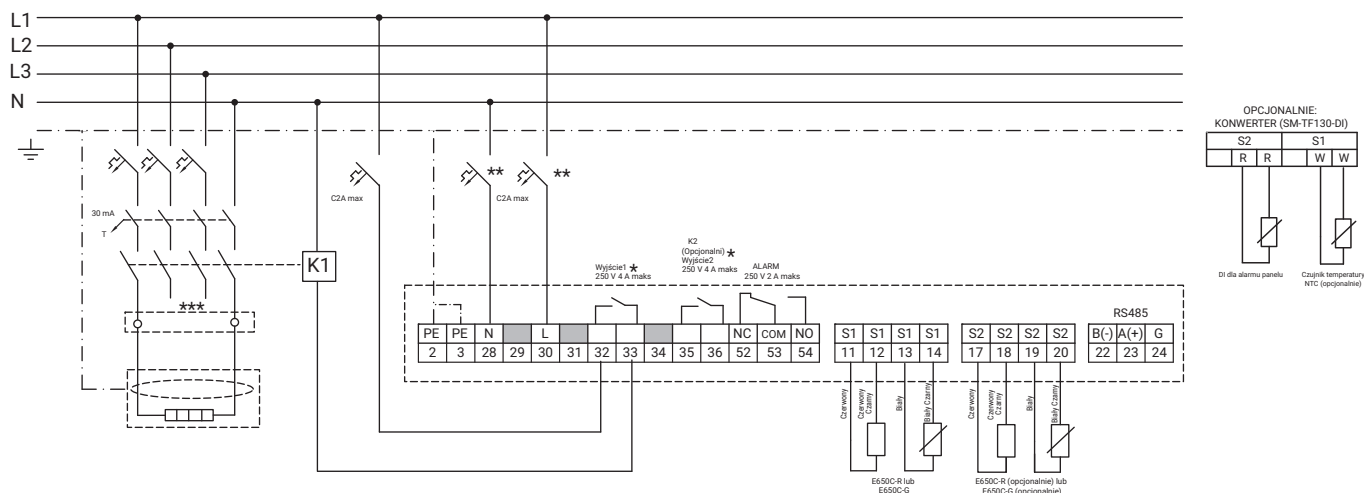 L1
L2
L3
N
OPCJONALNIE:
KONWERTER (SM-TF130-DI)
S2 S1
R R W W
DI dla alarmu panelu
Czujnik temperatury
NTC (opcjonalnie)
30 mA
T
C2A max
**
C2A max
**
***
K1
Wyjście1 *
250 V 4 A maks
K2
(Opcjonalni) *
Wyjście2
250 V 4 A maks
ALARM
250 V 2 A maks
RS485
PE PE N L NC COM NO S1 S1 S1 S1 S2 S2 S2 S2 B(-) A(+) G
2 3 28 29 30 31 32 33 34 35 36 52 53 54 11 12 13 14 17 18 19 20 22 23 24
Czerwony
Czerwony
Czarny
Biały
Biały Czarny
Czerwony
Czerwony
Czarny
Biały
Biały Czarny
E650C-R lub
E650C-G
E650C-R (opcjonalnie) lub
E650C-G (opcjonalnie)